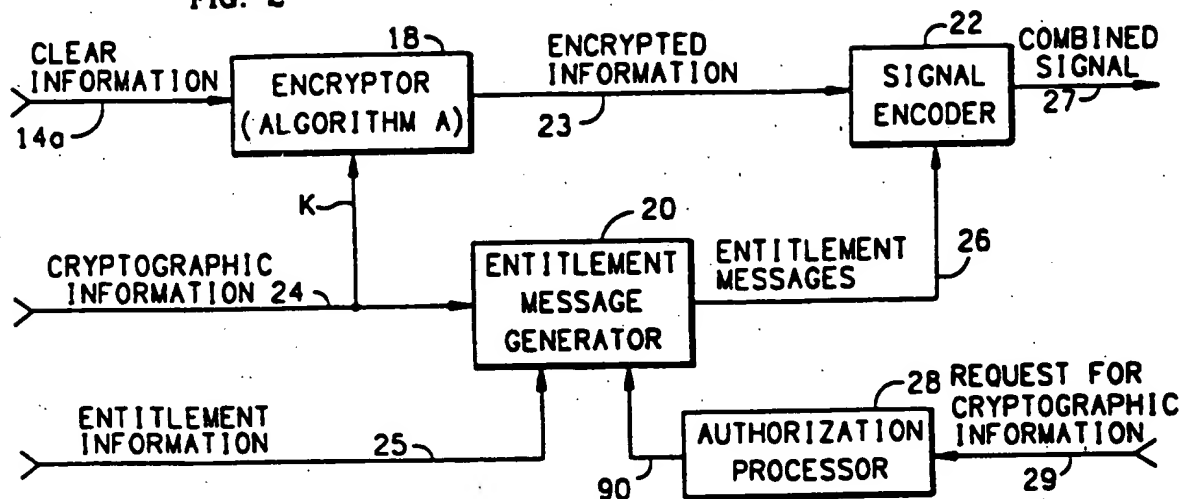 FIG. 2
CLEAR
INFORMATION
14a
18
ENCRYPTOR
(ALGORITHM A)
ENCRYPTED
INFORMATION
23
22
SIGNAL
ENCODER
COMBINED
SIGNAL
27
K
20
CRYPTOGRAPHIC
INFORMATION 24
ENTITLEMENT
MESSAGE
GENERATOR
ENTITLEMENT
MESSAGES
26
ENTITLEMENT
INFORMATION
25
90
28
AUTHORIZATION
PROCESSOR
REQUEST FOR
CRYPTOGRAPHIC
INFORMATION
29